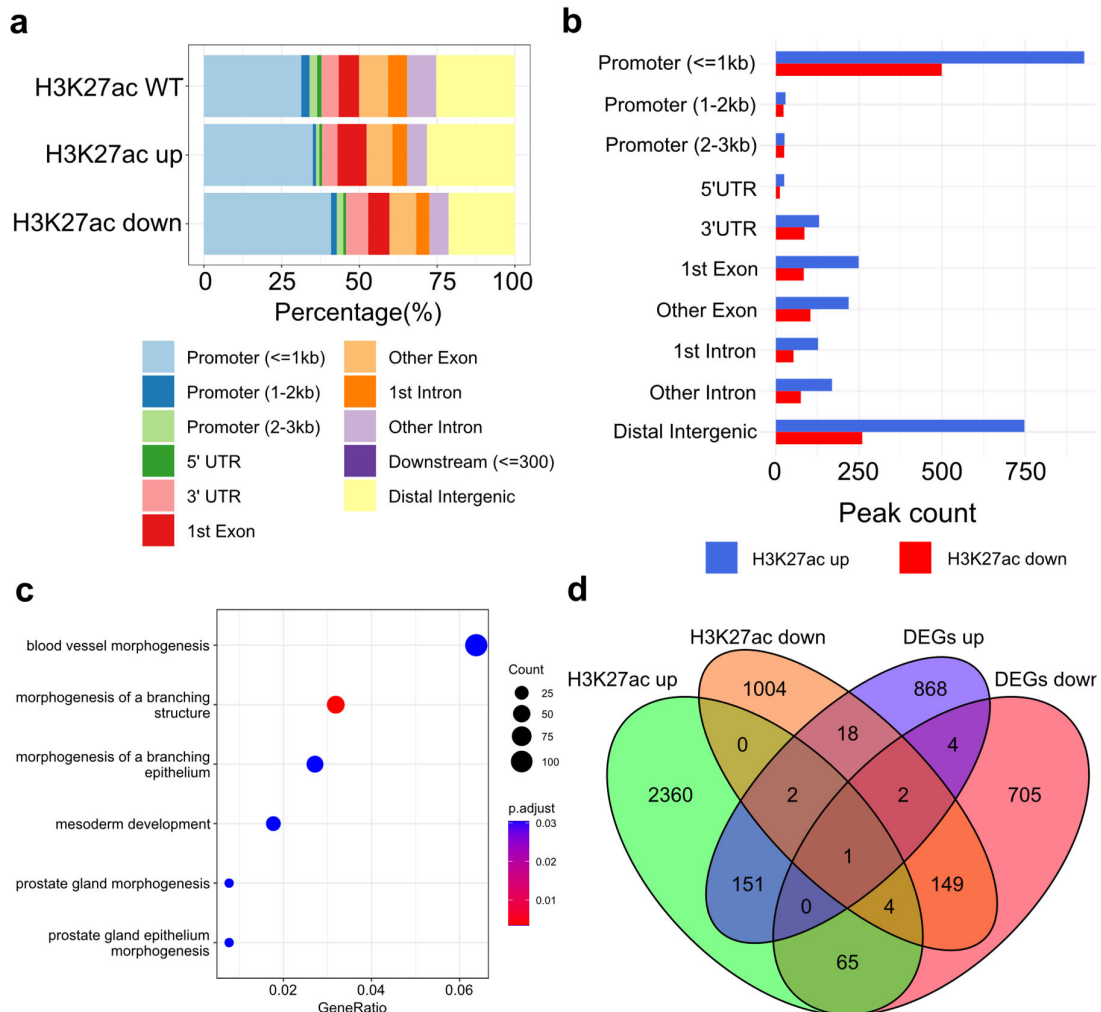 a
H3K27ac WT
H3K27ac up
H3K27ac down
0 25 50 75 100
Percentage(%)
Promoter (<=1kb)
Promoter (1-2kb)
Promoter (2-3kb)
5' UTR
3' UTR
1st Exon
Other Exon
1st Intron
Other Intron
Downstream (<=300)
Distal Intergenic
b
Promoter (<=1kb)
Promoter (1-2kb)
Promoter (2-3kb)
5'UTR
3'UTR
1st Exon
Other Exon
1st Intron
Other Intron
Distal Intergenic
0 250 500 750
Peak count
H3K27ac up
H3K27ac down
c
blood vessel morphogenesis
morphogenesis of a branching
structure
morphogenesis of a branching
epithelium
mesoderm development
prostate gland morphogenesis
prostate gland epithelium
morphogenesis
0.02 0.04 0.06
GeneRatio
Count
25
50
75
100
p.adjust
0.03
0.02
0.01
d
H3K27ac up
H3K27ac down
DEGs up
DEGs down
1004
868
18
0
4
2360
2
2
705
1
151
149
0
4
65